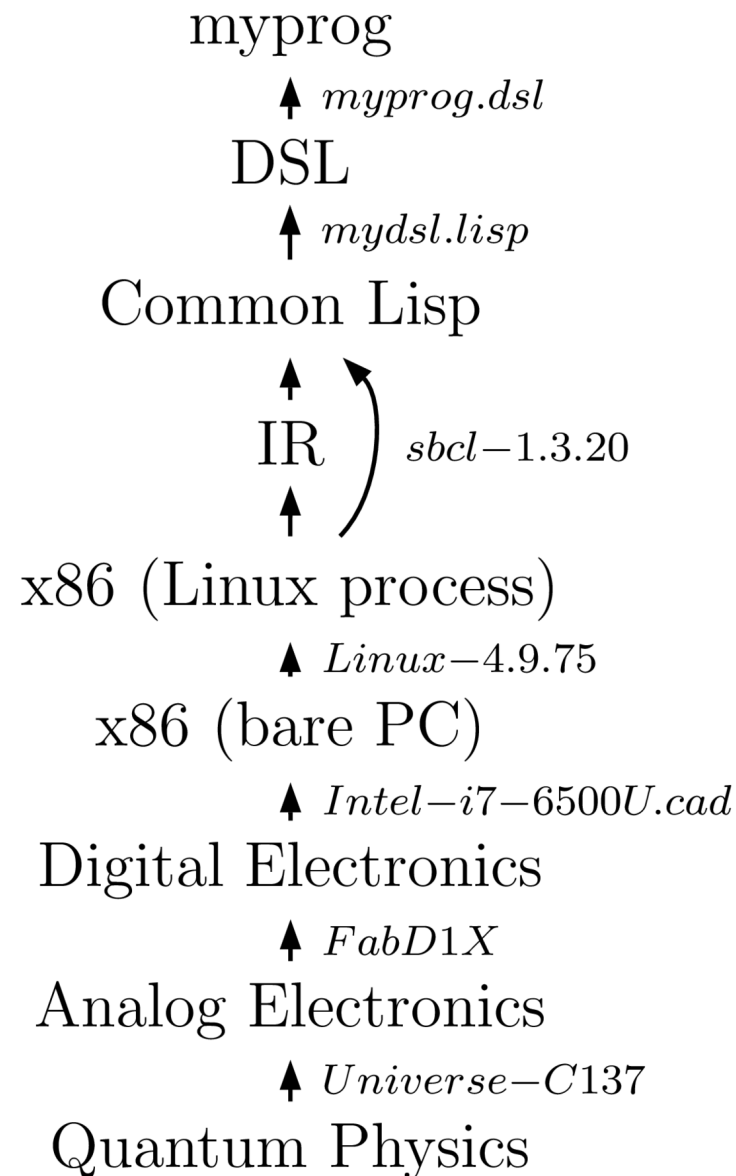 myprog
myprog.dsl
DSL
mydsl.lisp
Common Lisp
IR
sbcl−1.3.20
x86 (Linux process)
Linux−4.9.75
x86 (bare PC)
Intel−i7−6500U.cad
Digital Electronics
FabD1X
Analog Electronics
Universe−C137
Quantum Physics